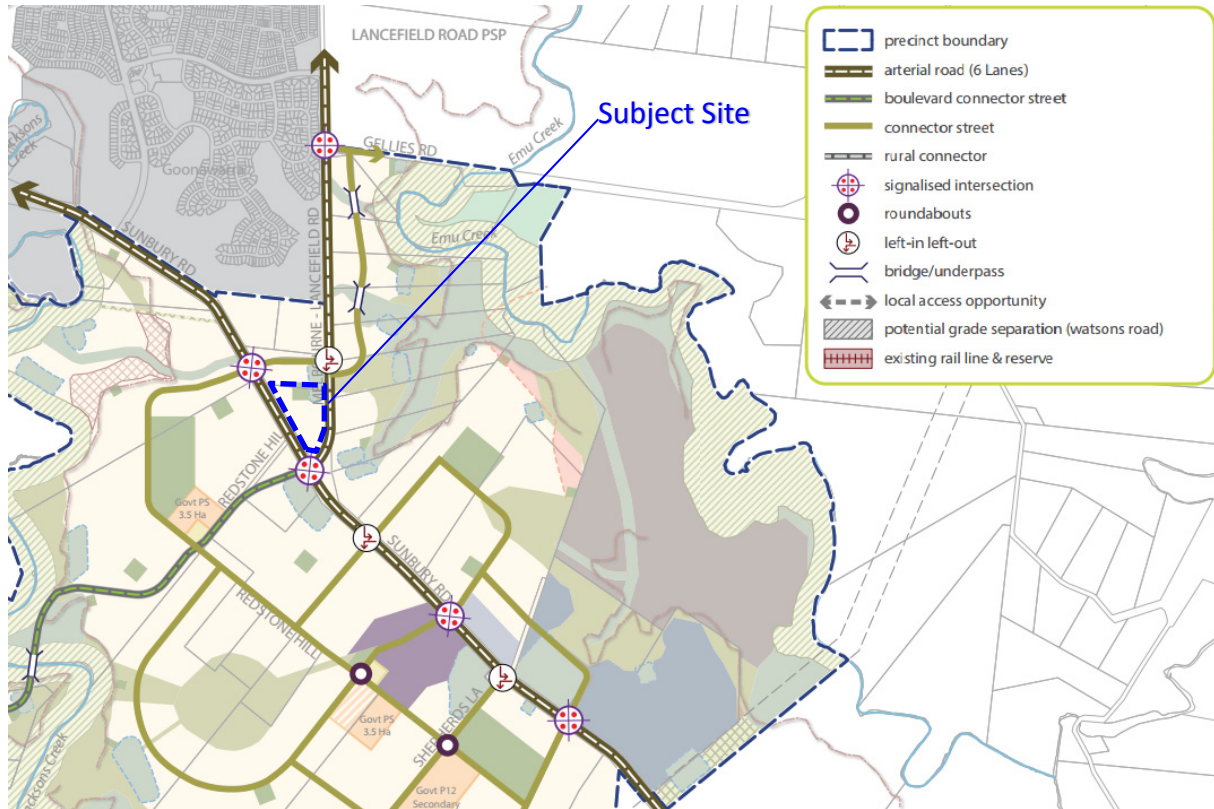 LANCEFIELD ROAD PSP
Subject Site
Emu Creek
GELLIES RD
Goonawarra
Emu Creek
SUNBURY RD
MELBOURNE - LANCEFIELD RD
REDSTONE HIL
Govt PS
3.5 Ha
SUNBURY RD
REDSTONE HILL
Govt PS
3.5 Ha
SHEPHERDS LA
Govt P12
Secondary
Jacksons Creek
precinct boundary
arterial road (6 Lanes)
boulevard connector street
connector street
rural connector
signalised intersection
roundabouts
left-in left-out
bridge/underpass
local access opportunity
potential grade separation (watsons road)
existing rail line & reserve